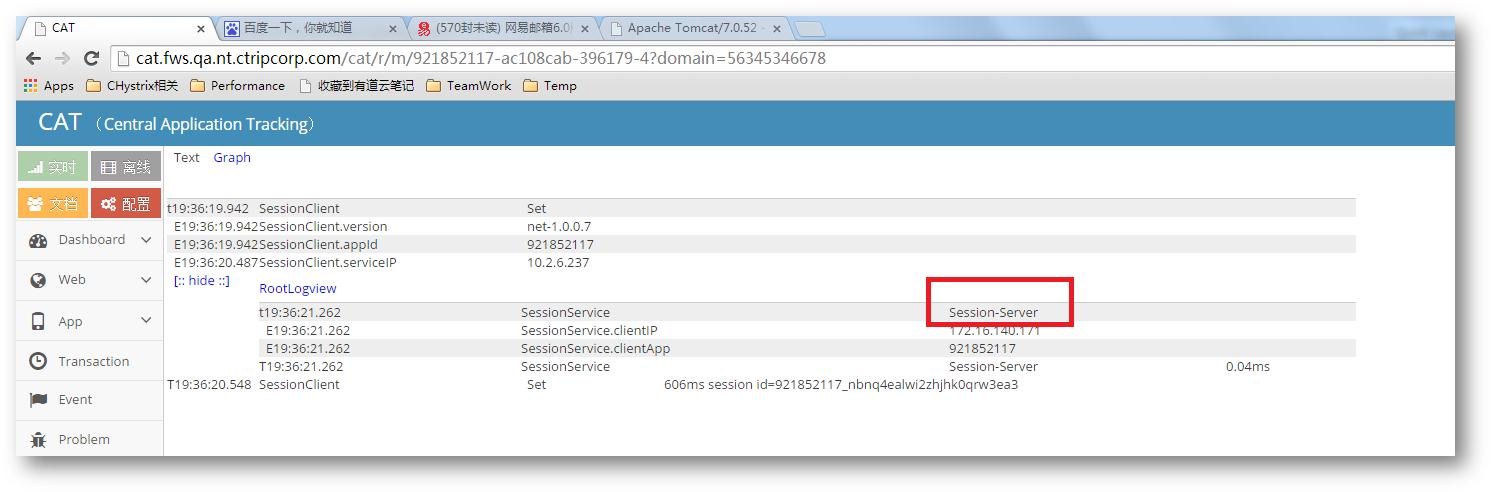 CAT
百度一下，你就知道
(570封未读) 网易邮箱6.0
Apache Tomcat/7.0.52 -
cat.fws.qa.nt.ctripcorp.com/cat/r/m/921852117-ac108cab-396179-4?domain=56345346678
Apps CHystrix相关 Performance 收藏到有道云笔记 TeamWork Temp
CAT （Central Application Tracking）
实时 离线
文档 配置
Dashboard
Web
App
Transaction
Event
Problem
Text Graph
t19:36:19.942 SessionClient Set
E19:36:19.942 SessionClient.version net-1.0.0.7
E19:36:19.942 SessionClient.appId 921852117
E19:36:20.487 SessionClient.serviceIP 10.2.6.237
[:: hide ::]
RootLogview
t19:36:21.262 SessionService Session-Server
E19:36:21.262 SessionService.clientIP 172.16.140.171
E19:36:21.262 SessionService.clientApp 921852117
T19:36:21.262 SessionService Session-Server 0.04ms
T19:36:20.548 SessionClient Set 606ms session id=921852117_nbnq4ealwi2zhjhk0qrw3ea3